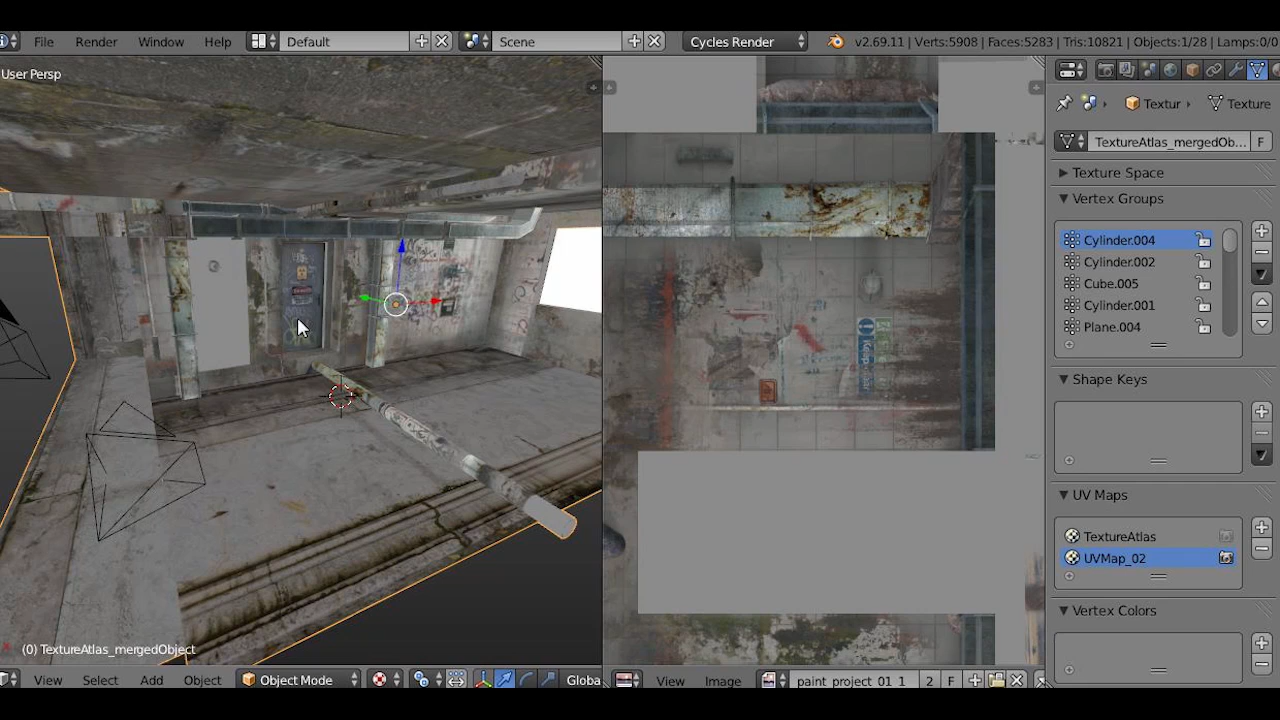 File Render Window Help Default Scene Cycles Render v2.69.11 | Verts:5908 | Faces:5283 | Tris:10821 | Objects:1/28 | Lamps:0/0
User Persp
Textur Texture
TextureAtlas_mergedOb... F
Texture Space
Vertex Groups
Cylinder.004
Cylinder.002
Cube.005
Cylinder.001
Plane.004
Shape Keys
UV Maps
TextureAtlas
UVMap_02
Vertex Colors
(0) TextureAtlas_mergedObject
View Select Add Object Object Mode Globa View Image paint_project_01_1 2 F